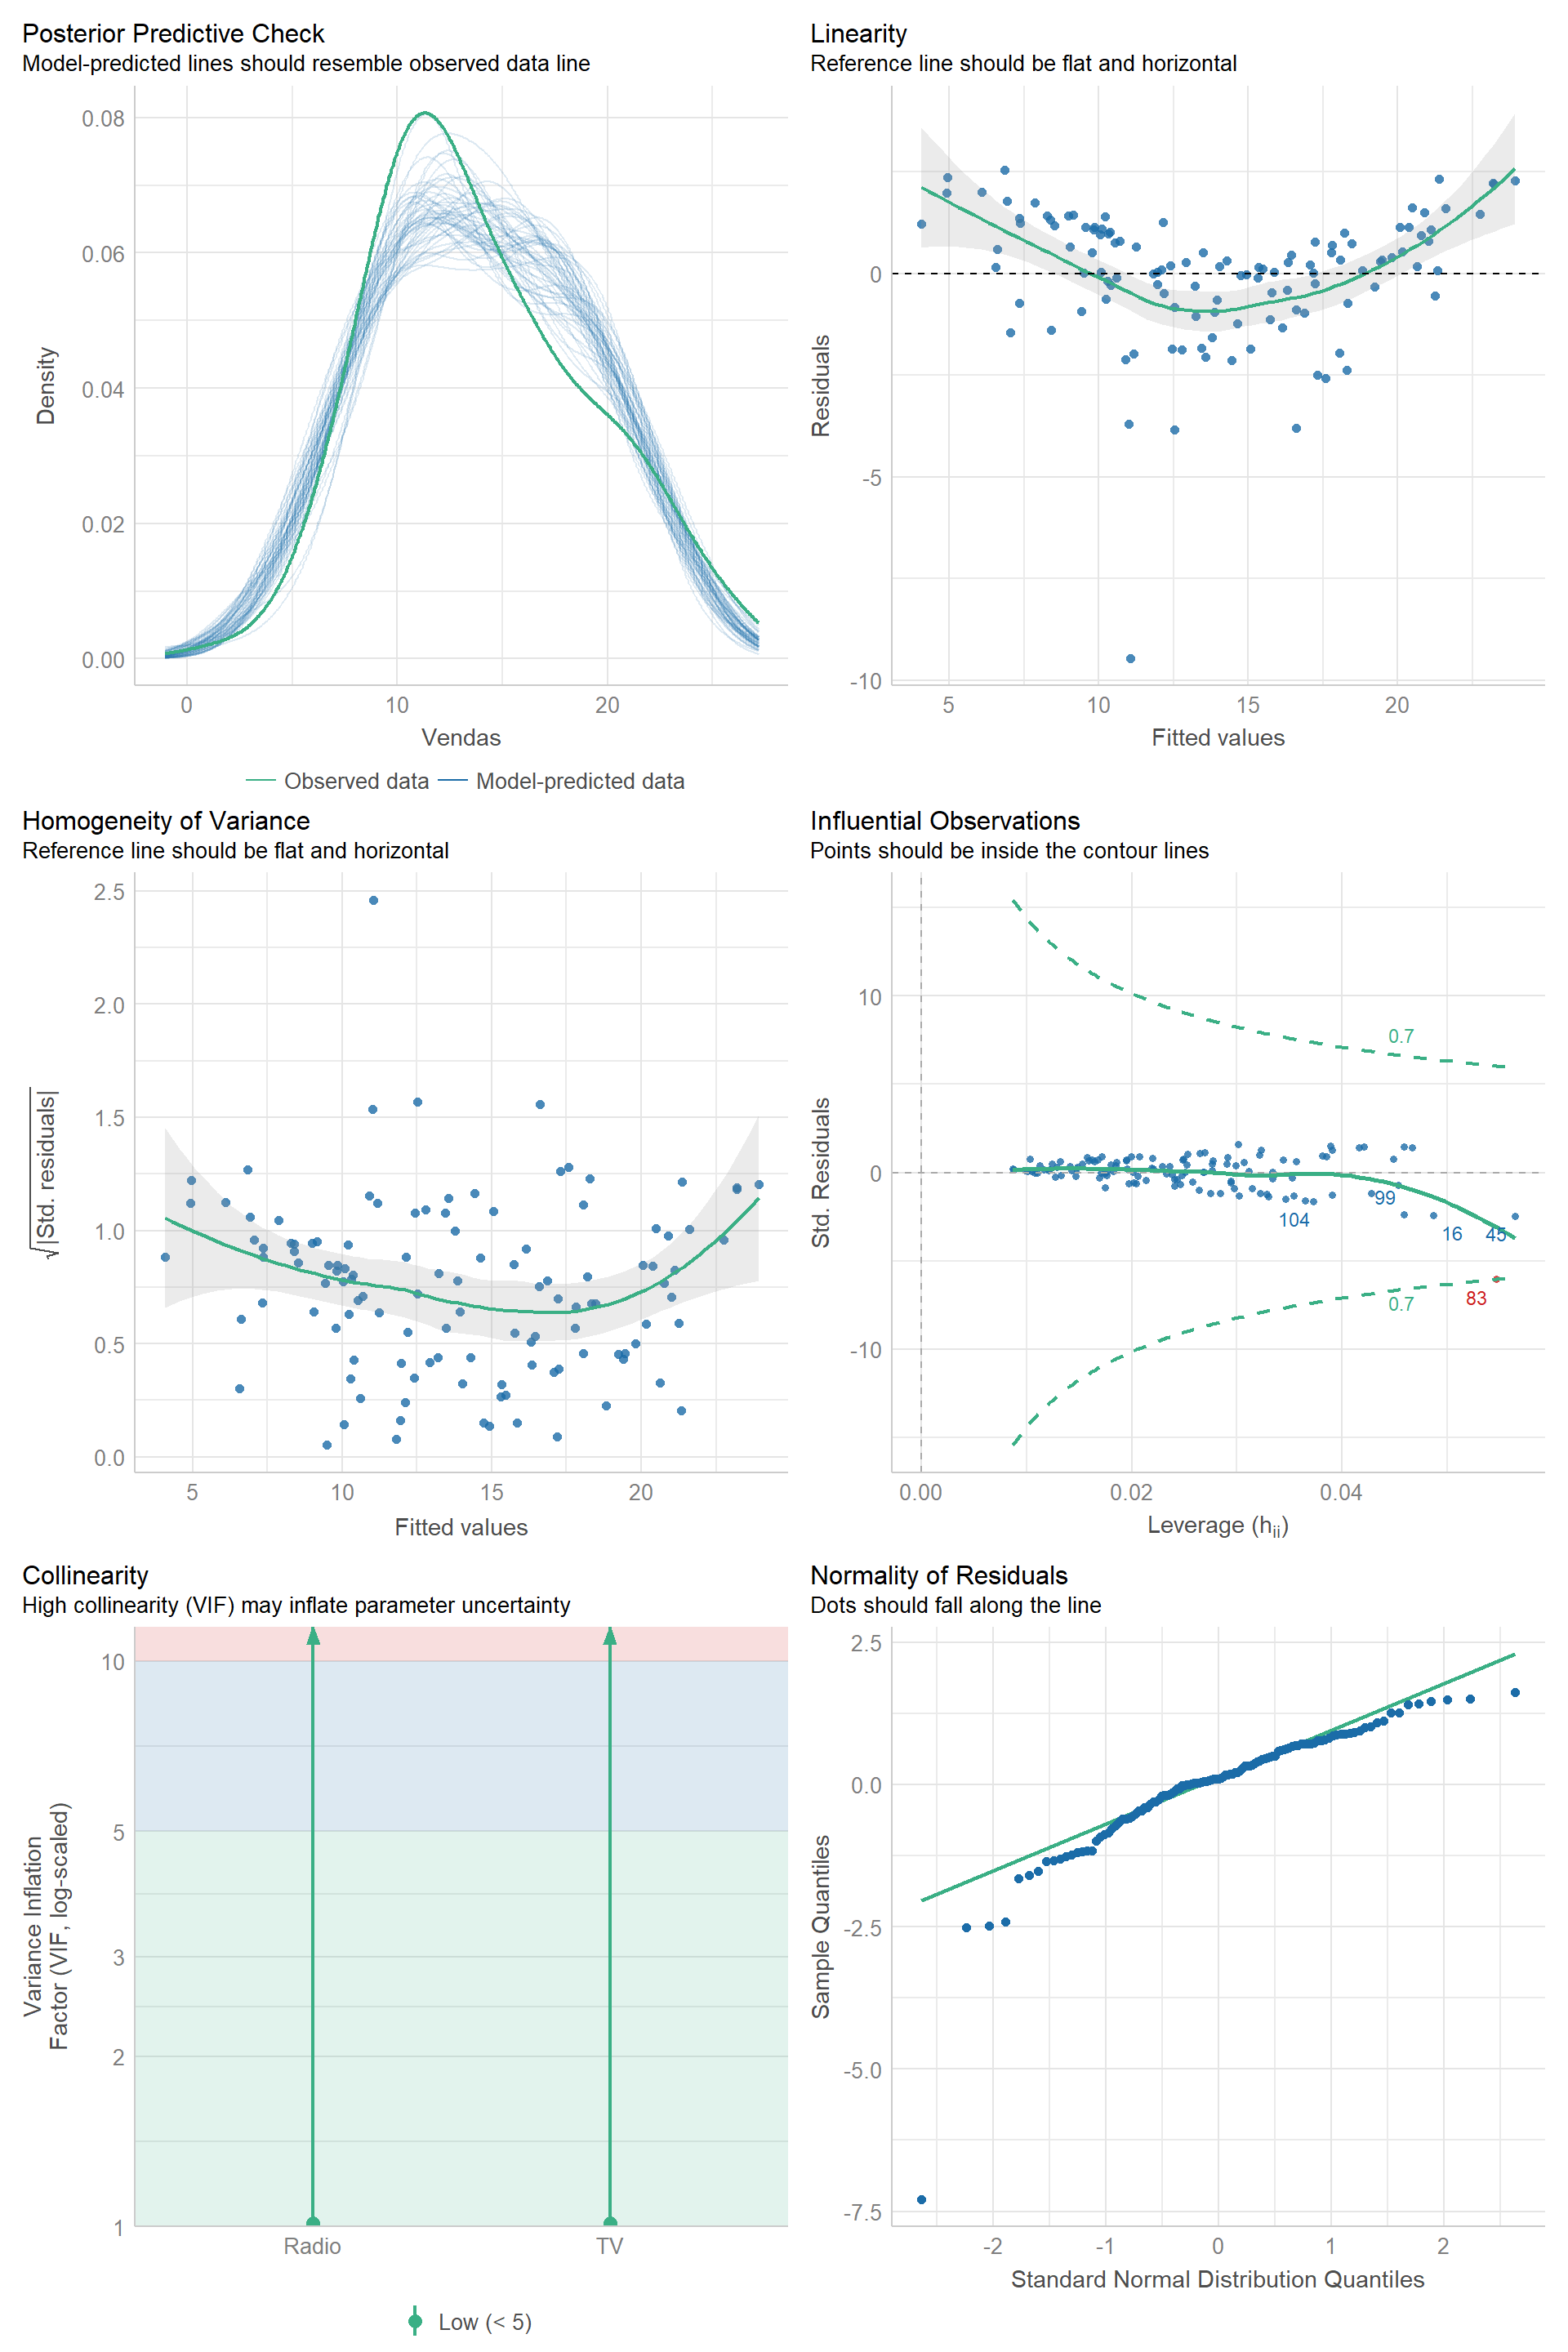 Posterior Predictive Check
Model-predicted lines should resemble observed data line
0.08
0.06
0.04
0.02
0.00
Density
0
10
20
Vendas
Observed data
Model-predicted data
Linearity
Reference line should be flat and horizontal
0
-5
-10
Residuals
5
10
15
20
Fitted values
Homogeneity of Variance
Reference line should be flat and horizontal
2.5
2.0
1.5
1.0
0.5
0.0
√|Std. residuals|
5
10
15
20
Fitted values
Influential Observations
Points should be inside the contour lines
10
0
-10
Std. Residuals
0.7
99
104
16
45
83
0.7
0.00
0.02
0.04
Leverage (hii)
Collinearity
High collinearity (VIF) may inflate parameter uncertainty
10
5
3
2
1
Variance Inflation
Factor (VIF, log-scaled)
Radio
TV
Low (< 5)
Normality of Residuals
Dots should fall along the line
2.5
0.0
-2.5
-5.0
-7.5
Sample Quantiles
-2
-1
0
1
2
Standard Normal Distribution Quantiles